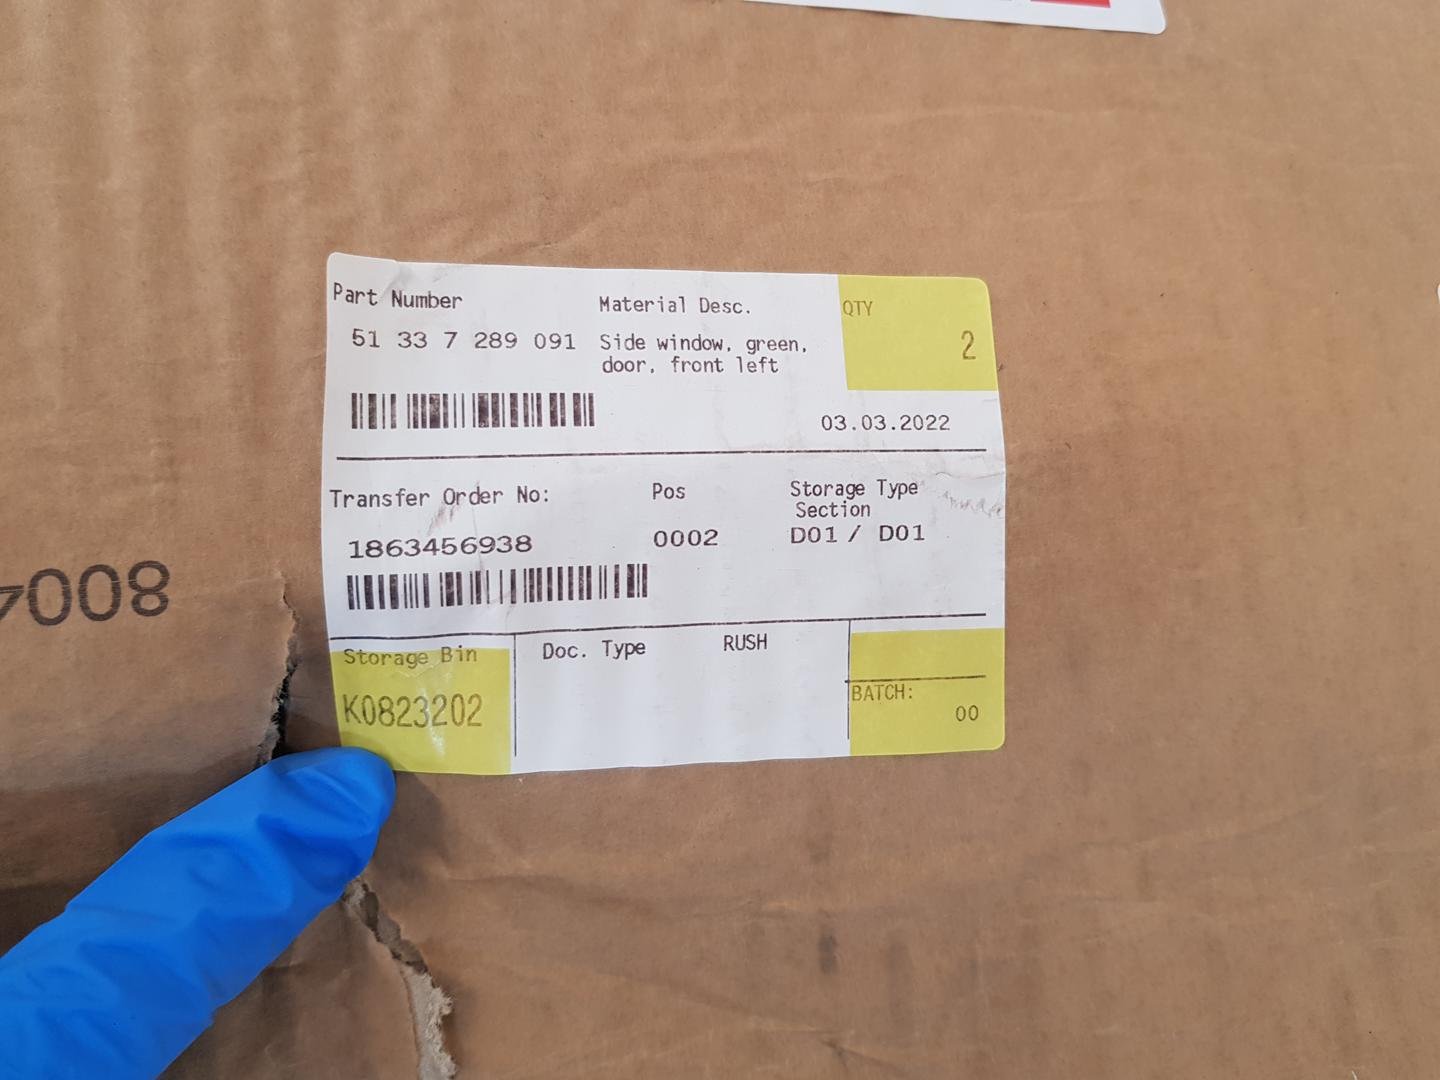 Part Number Material Desc. QTY
51 33 7 289 091 Side window, green, 2
door, front left
03.03.2022
Transfer Order No: Pos Storage Type
Section
1863456938 0002 D01 / D01
Storage Bin Doc. Type RUSH
K0823202
BATCH:
00
8004